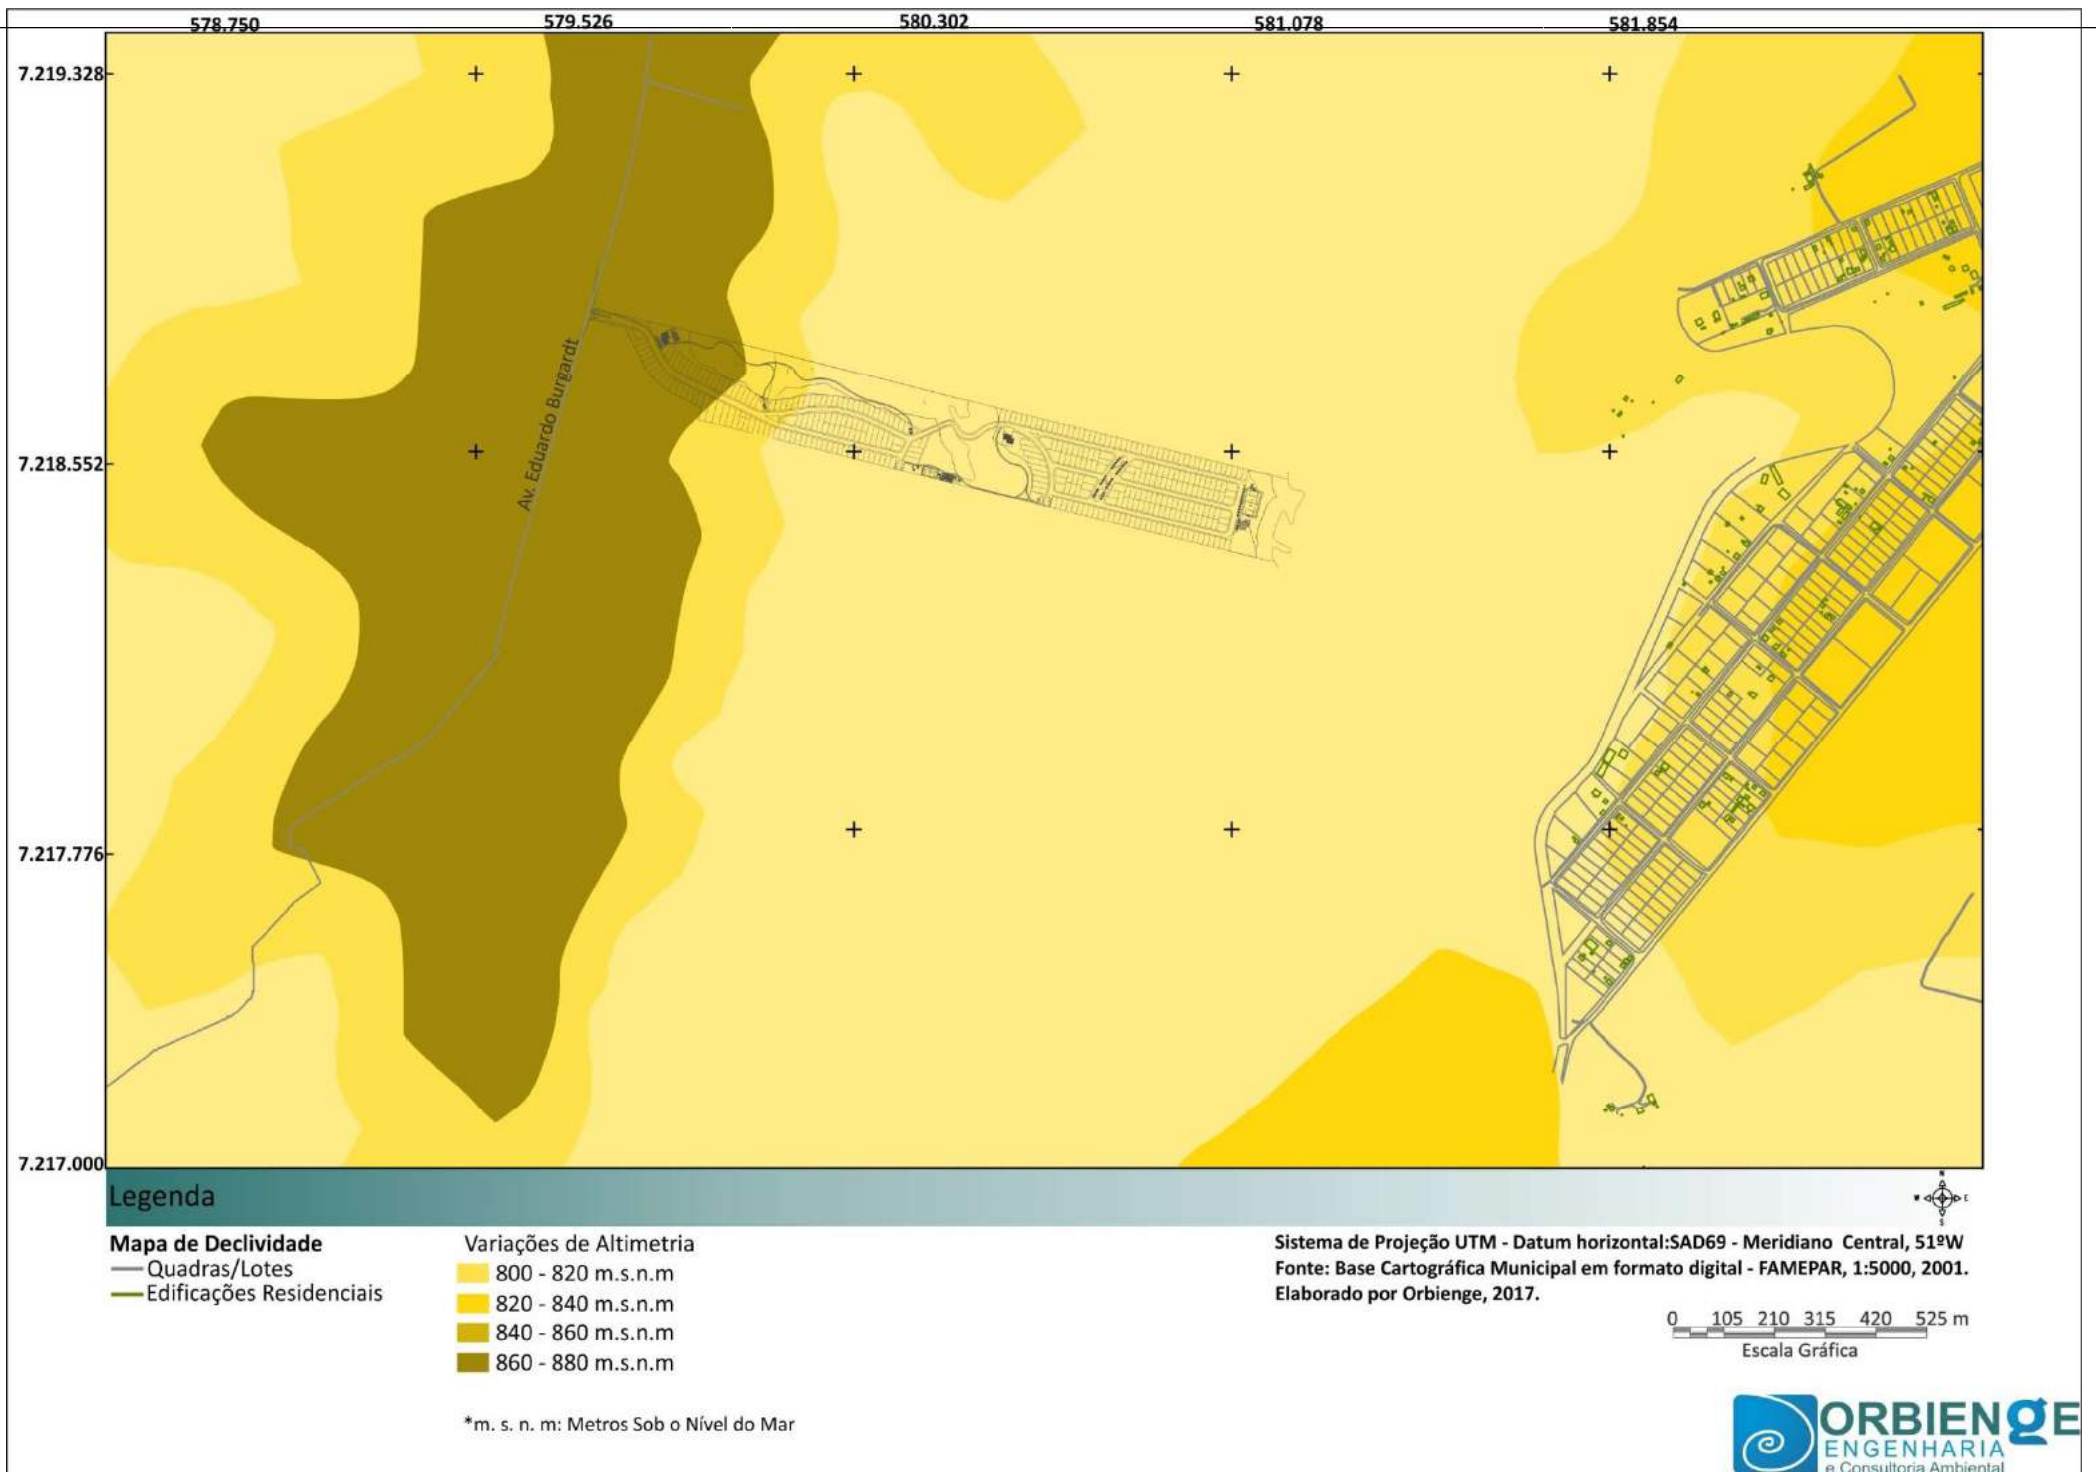 578.750 579.526 580.302 581.078 581.854
7.219.328
7.218.552
7.217.776
7.217.000
Av. Eduardo Burgardt
Legenda
N
W E
S
Mapa de Declividade
Quadras/Lotes
Edificações Residenciais
Variações de Altimetria
800 - 820 m.s.n.m
820 - 840 m.s.n.m
840 - 860 m.s.n.m
860 - 880 m.s.n.m
*m. s. n. m: Metros Sob o Nível do Mar
Sistema de Projeção UTM - Datum horizontal:SAD69 - Meridiano Central, 51ºW
Fonte: Base Cartográfica Municipal em formato digital - FAMEPAR, 1:5000, 2001.
Elaborado por Orbienge, 2017.
0 105 210 315 420 525 m
Escala Gráfica
ORBIENgE
ENGENHARIA
e Consultoria Ambiental